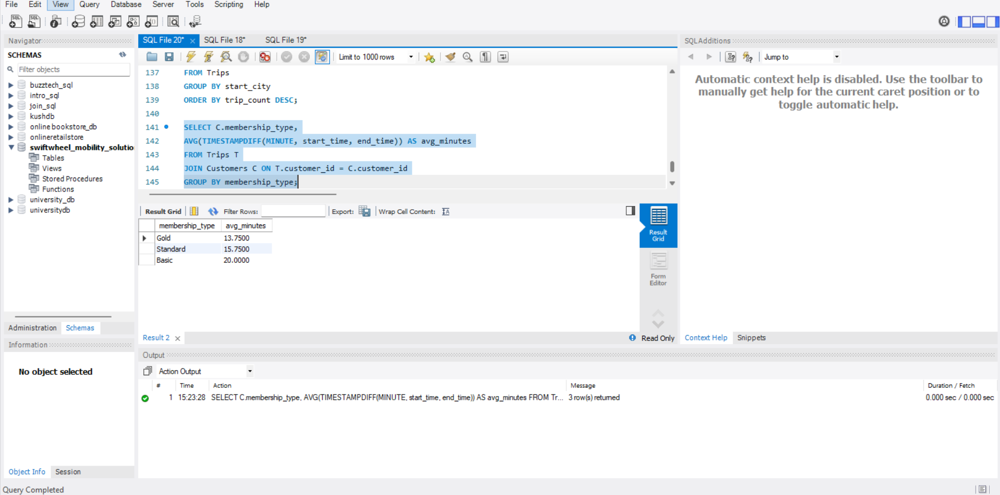 File Edit View Query Database Server Tools Scripting Help
Navigator
SCHEMAS
Filter objects
buzztech_sql
intro_sql
join_sql
kushdb
online bookstore_db
onlineretailstore
swiftwheel_mobility_solutio
Tables
Views
Stored Procedures
Functions
university_db
universitydb
Administration Schemas
Information
No object selected
Object Info Session
SQL File 20* SQL File 18* SQL File 19*
Limit to 1000 rows
137 FROM Trips
138 GROUP BY start_city
139 ORDER BY trip_count DESC;
140
141 SELECT C.membership_type,
142 AVG(TIMESTAMPDIFF(MINUTE, start_time, end_time)) AS avg_minutes
143 FROM Trips T
144 JOIN Customers C ON T.customer_id = C.customer_id
145 GROUP BY membership_type;
Result Grid Filter Rows: Export: Wrap Cell Content:
membership_type avg_minutes
Gold 13.7500
Standard 15.7500
Basic 20.0000
Result Grid
Form Editor
Result 2 Read Only
SQLAdditions
Jump to
Automatic context help is disabled. Use the toolbar to
manually get help for the current caret position or to
toggle automatic help.
Context Help Snippets
Output
Action Output
# Time Action Message Duration / Fetch
1 15:23:28 SELECT C.membership_type, AVG(TIMESTAMPDIFF(MINUTE, start_time, end_time)) AS avg_minutes FROM Tr... 3 row(s) returned 0.000 sec / 0.000 sec
Query Completed